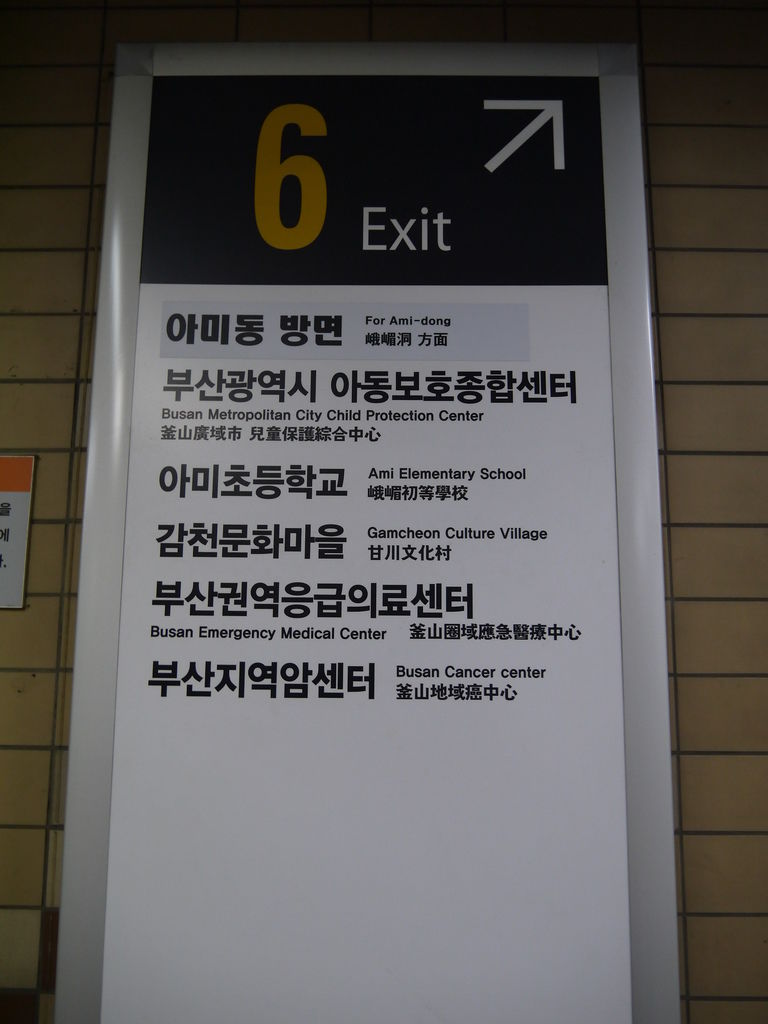 6 Exit
아미동 방면 For Ami-dong
峨嵋洞 方面
부산광역시 아동보호종합센터
Busan Metropolitan City Child Protection Center
釜山廣域市 兒童保護綜合中心
아미초등학교 Ami Elementary School
峨嵋初等學校
감천문화마을 Gamcheon Culture Village
甘川文化村
부산권역응급의료센터
Busan Emergency Medical Center 釜山圈域應急醫療中心
부산지역암센터 Busan Cancer center
釜山地域癌中心
을
에